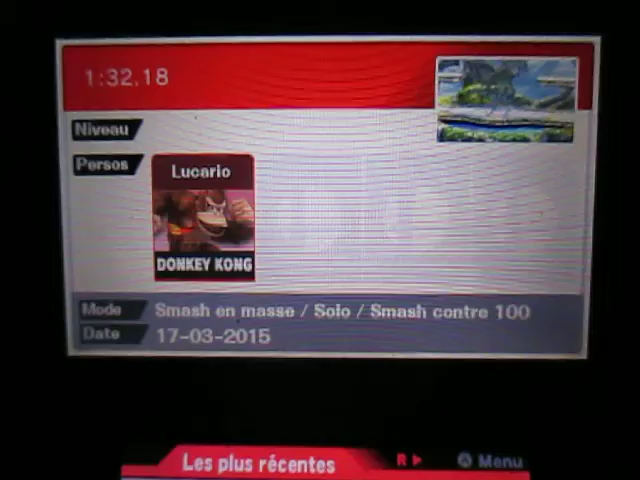 1:32.18
Niveau
Persos
Lucario
DONKEY KONG
Mode Smash en masse / Solo / Smash contre 100
Date 17-03-2015
Les plus récentes
R
A Menu